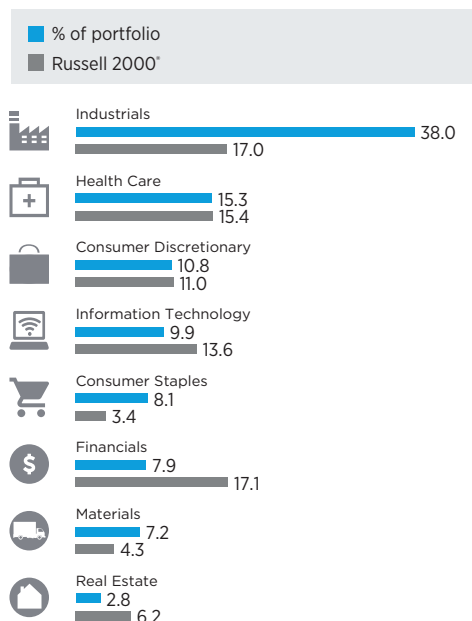 % of portfolio
Russell 2000*
Industrials
38.0
17.0
Health Care
15.3
15.4
Consumer Discretionary
10.8
11.0
Information Technology
9.9
13.6
Consumer Staples
8.1
3.4
Financials
$
7.9
17.1
Materials
7.2
4.3
Real Estate
2.8
6.2